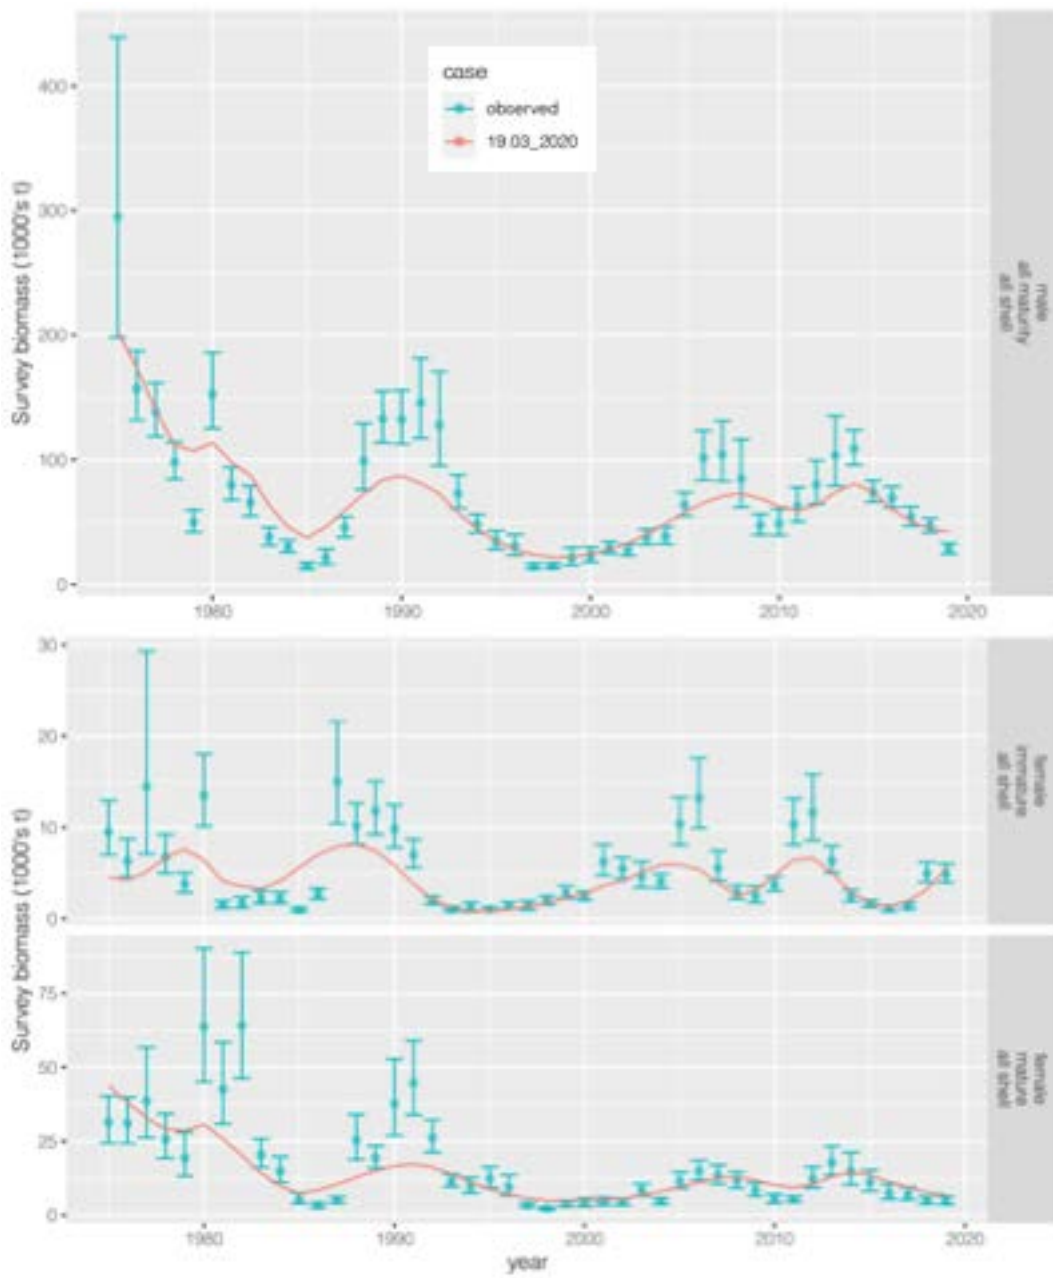 case
observed
19.03_2020
Survey biomass (1000's t)
400
300
200
100
0
male
all maturity
all shell
1980
1990
2000
2010
2020
Survey biomass (1000's t)
30
20
10
0
female
immature
all shell
75
50
25
0
female
mature
all shell
1980
1990
2000
2010
2020
year